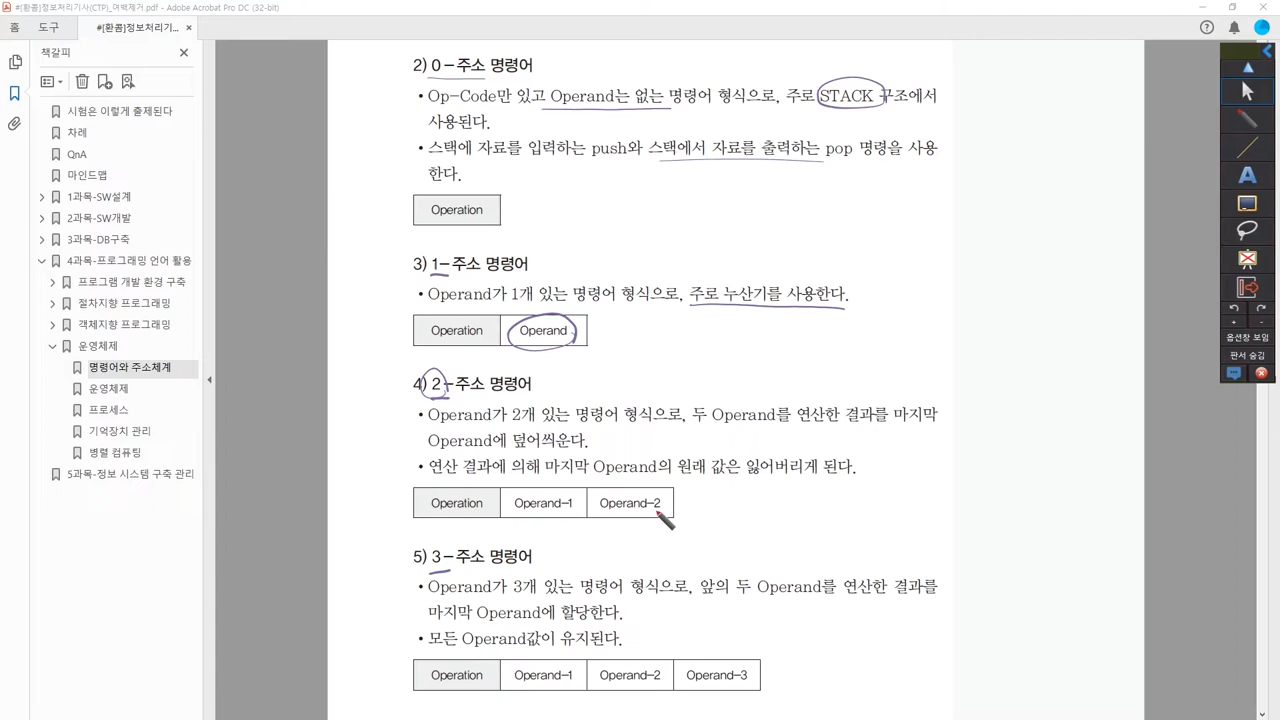 #[환콤]정보처리기사(CTP)_여백제거.pdf - Adobe Acrobat Pro DC (32-bit)
홈
도구
#[환콤]정보처리기...
책갈피
시험은 이렇게 출제된다
차례
QnA
마인드맵
1과목-SW설계
2과목-SW개발
3과목-DB구축
4과목-프로그래밍 언어 활용
프로그램 개발 환경 구축
절차지향 프로그래밍
객체지향 프로그래밍
운영체제
명령어와 주소체계
운영체제
프로세스
기억장치 관리
병렬 컴퓨팅
5과목-정보 시스템 구축 관리
2) 0-주소 명령어
• Op-Code만 있고 Operand는 없는 명령어 형식으로, 주로 STACK 구조에서
사용된다.
• 스택에 자료를 입력하는 push와 스택에서 자료를 출력하는 pop 명령을 사용
한다.
Operation
3) 1-주소 명령어
• Operand가 1개 있는 명령어 형식으로, 주로 누산기를 사용한다.
Operation Operand
4) 2-주소 명령어
• Operand가 2개 있는 명령어 형식으로, 두 Operand를 연산한 결과를 마지막
Operand에 덮어씌운다.
• 연산 결과에 의해 마지막 Operand의 원래 값은 잃어버리게 된다.
Operation Operand-1 Operand-2
5) 3-주소 명령어
• Operand가 3개 있는 명령어 형식으로, 앞의 두 Operand를 연산한 결과를
마지막 Operand에 할당한다.
• 모든 Operand값이 유지된다.
Operation Operand-1 Operand-2 Operand-3
A
+ -
옵션창 보임
판서 숨김